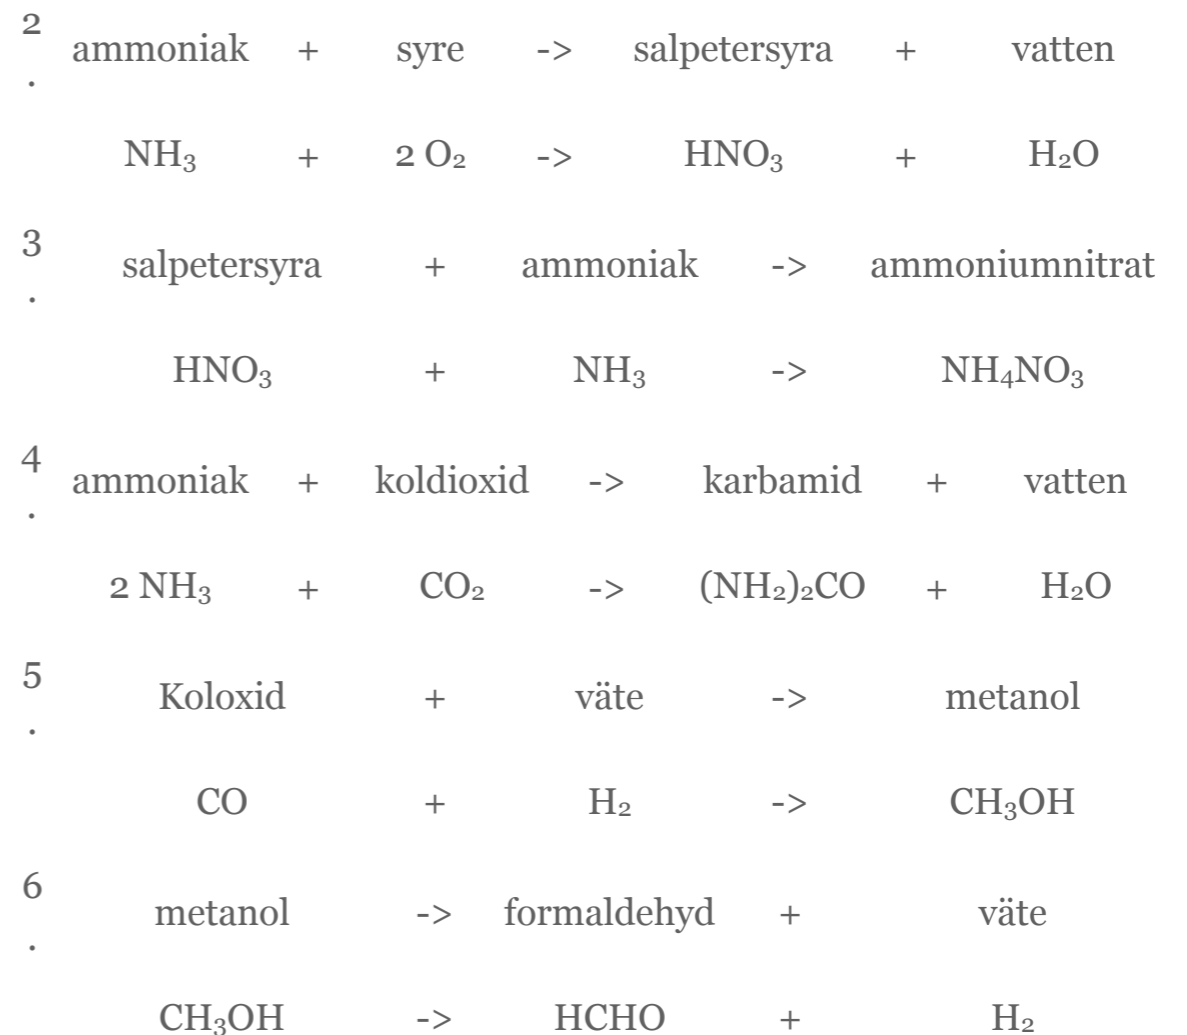 2. ammoniak + syre -> salpetersyra + vatten
NH₃ + 2 O₂ -> HNO₃ + H₂O
3. salpetersyra + ammoniak -> ammoniumnitrat
HNO₃ + NH₃ -> NH₄NO₃
4. ammoniak + koldioxid -> karbamid + vatten
2 NH₃ + CO₂ -> (NH₂)₂CO + H₂O
5. Koloxid + väte -> metanol
CO + H₂ -> CH₃OH
6. metanol -> formaldehyd + väte
CH₃OH -> HCHO + H₂